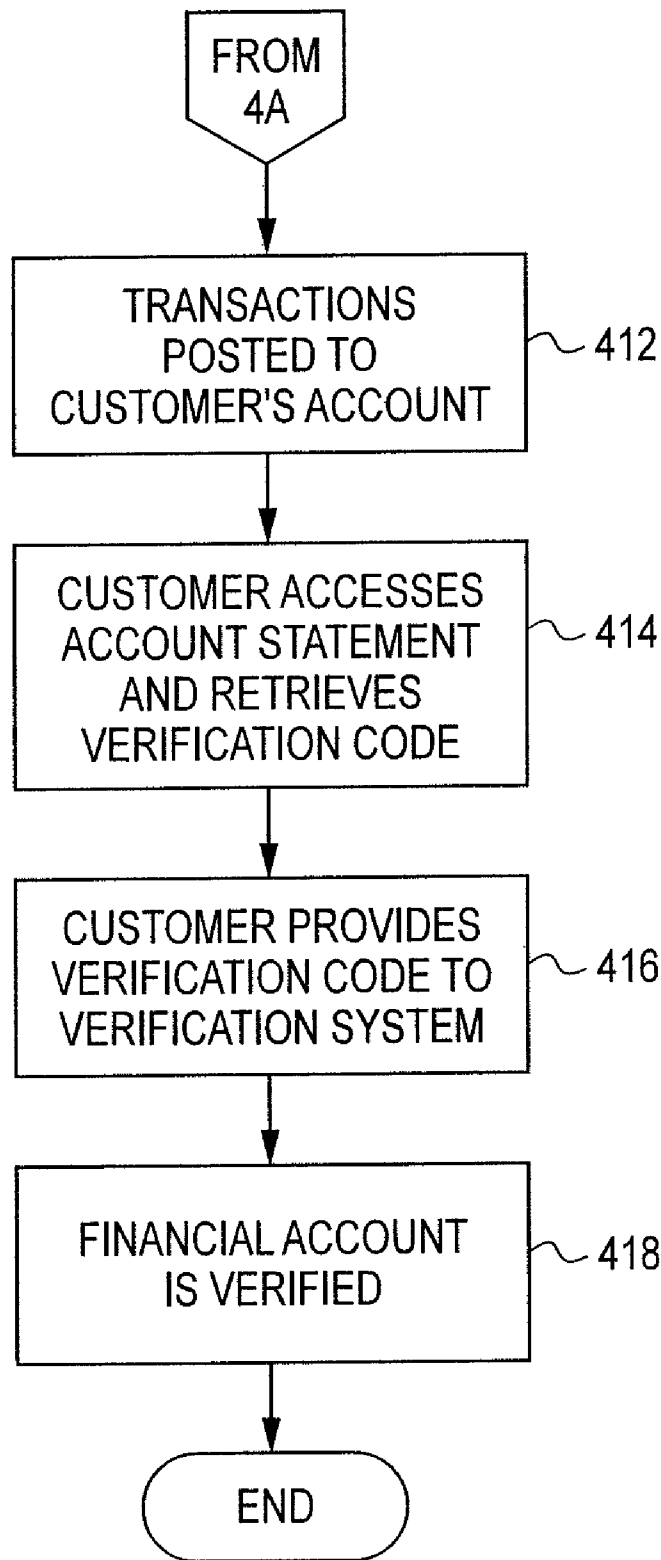 FROM
4A
TRANSACTIONS
POSTED TO
CUSTOMER'S ACCOUNT
412
CUSTOMER ACCESSES
ACCOUNT STATEMENT
AND RETRIEVES
VERIFICATION CODE
414
CUSTOMER PROVIDES
VERIFICATION CODE TO
VERIFICATION SYSTEM
416
FINANCIAL ACCOUNT
IS VERIFIED
418
END